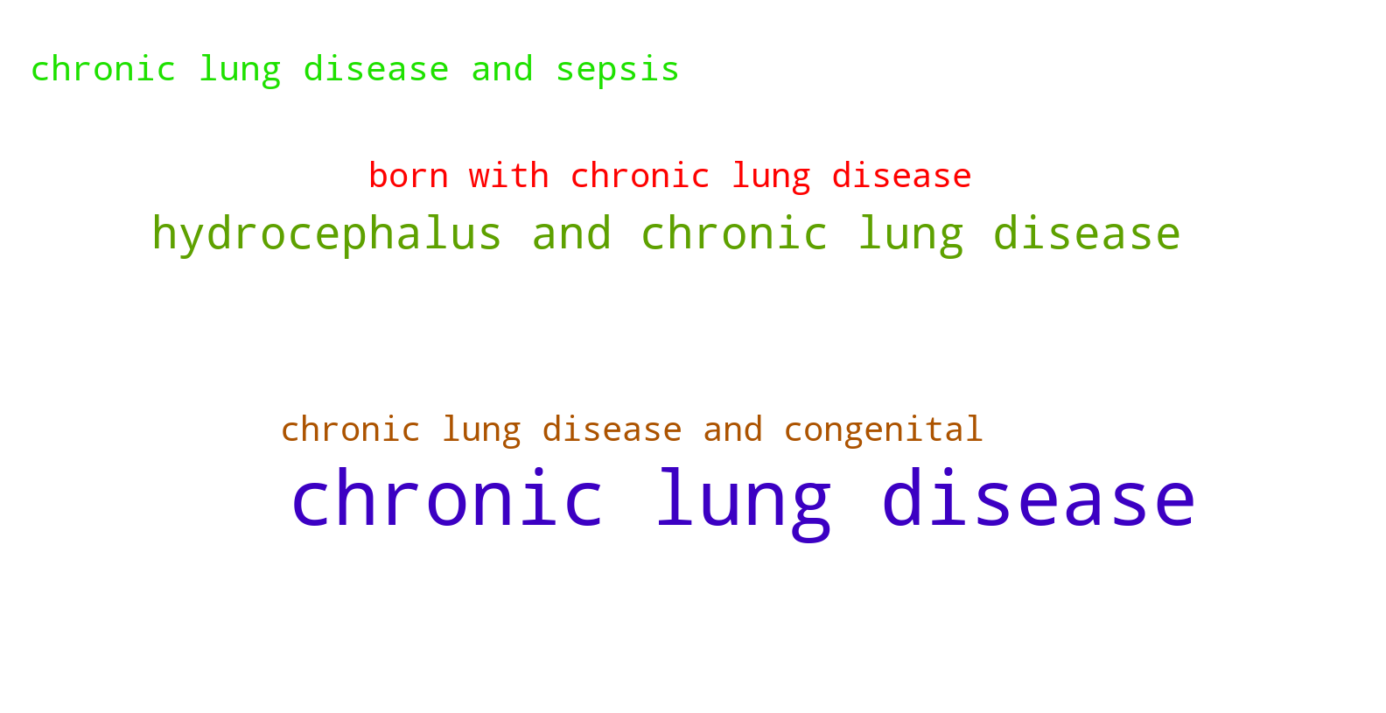 chronic lung disease and sepsis
born with chronic lung disease
hydrocephalus and chronic lung disease
chronic lung disease and congenital
chronic lung disease